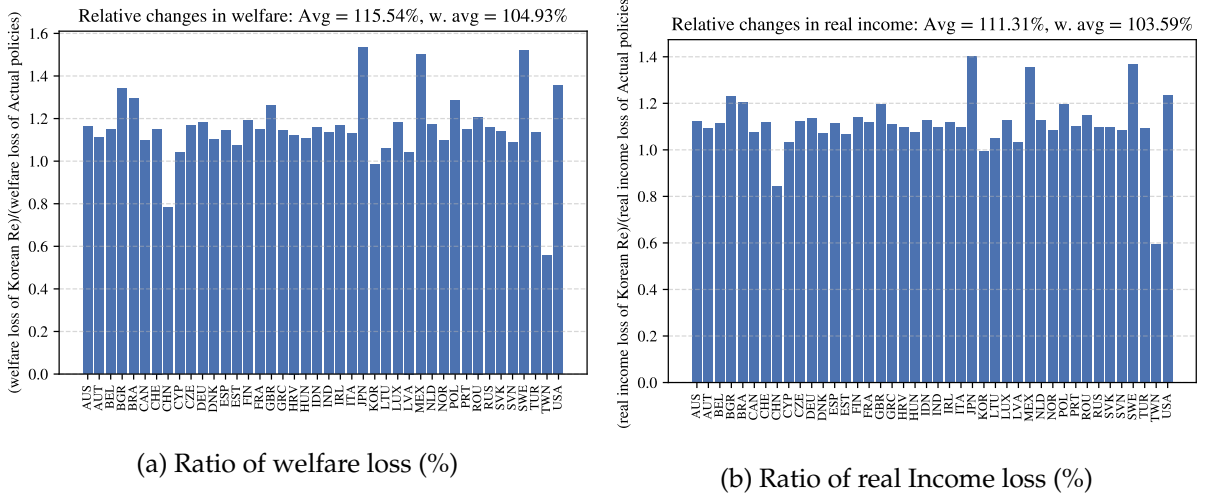 Relative changes in welfare: Avg = 115.54%, w. avg = 104.93%
(welfare loss of Korean Re)/(welfare loss of Actual policies)
1.6
1.4
1.2
1.0
0.8
0.6
0.4
0.2
0.0
AUS AUT BEL BGR BRA CAN CHE CHN CYP CZE DEU DNK ESP EST FIN FRA GBR GRC HRV HUN IDN IND IRL ITA JPN KOR LTU LUX LVA MEX NLD NOR POL PRT ROU RUS SVK SVN SWE TUR TWN USA
(a) Ratio of welfare loss (%)
Relative changes in real income: Avg = 111.31%, w. avg = 103.59%
(real income loss of Korean Re)/(real income loss of Actual policies)
1.4
1.2
1.0
0.8
0.6
0.4
0.2
0.0
AUS AUT BEL BGR BRA CAN CHE CHN CYP CZE DEU DNK ESP EST FIN FRA GBR GRC HRV HUN IDN IND IRL ITA JPN KOR LTU LUX LVA MEX NLD NOR POL PRT ROU RUS SVK SVN SWE TUR TWN USA
(b) Ratio of real Income loss (%)